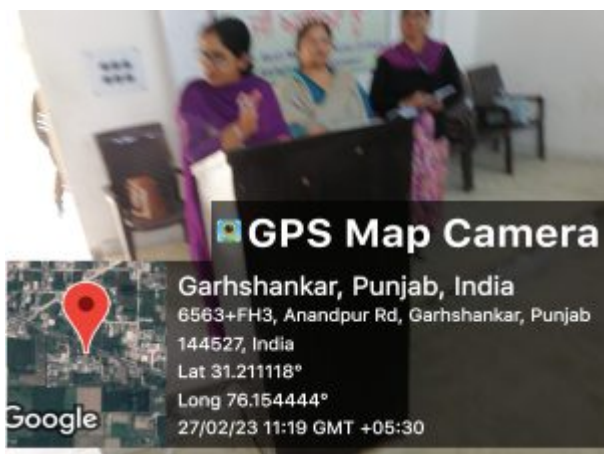 GPS Map Camera
Garhshankar, Punjab, India
6563+FH3, Anandpur Rd, Garhshankar, Punjab
144527, India
Lat 31.211118°
Long 76.154444°
27/02/23 11:19 GMT +05:30
Google